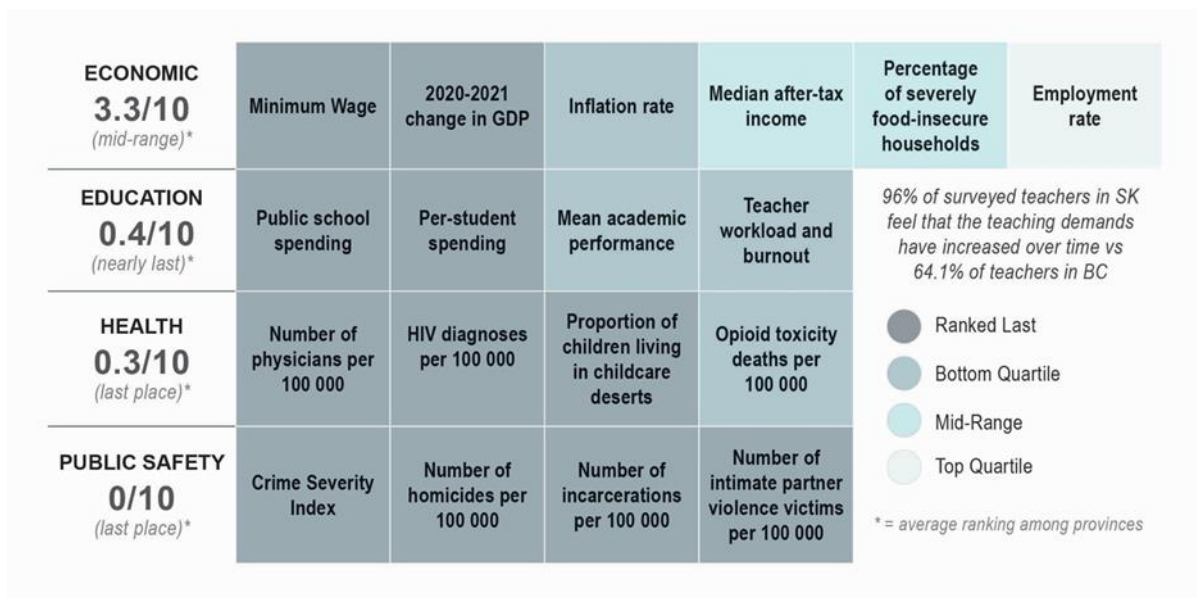 ECONOMIC
3.3/10
(mid-range)*
Minimum Wage
2020-2021
change in GDP
Inflation rate
Median after-tax
income
Percentage
of severely
food-insecure
households
Employment
rate
EDUCATION
0.4/10
(nearly last)*
Public school
spending
Per-student
spending
Mean academic
performance
Teacher
workload and
burnout
96% of surveyed teachers in SK
feel that the teaching demands
have increased over time vs
64.1% of teachers in BC
HEALTH
0.3/10
(last place)*
Number of
physicians per
100 000
HIV diagnoses
per 100 000
Proportion of
children living
in childcare
deserts
Opioid toxicity
deaths per
100 000
Ranked Last
Bottom Quartile
Mid-Range
Top Quartile
PUBLIC SAFETY
0/10
(last place)*
Crime Severity
Index
Number of
homicides per
100 000
Number of
incarcerations
per 100 000
Number of
intimate partner
violence victims
per 100 000
* = average ranking among provinces